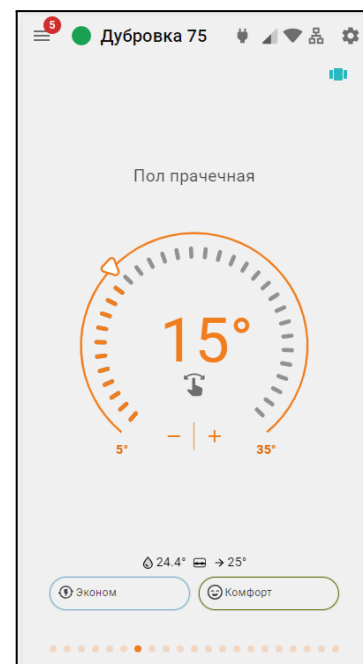 5
Дубровка 75
Пол прачечная
15°
− | +
5° 35°
24.4° → 25°
Эконом Комфорт